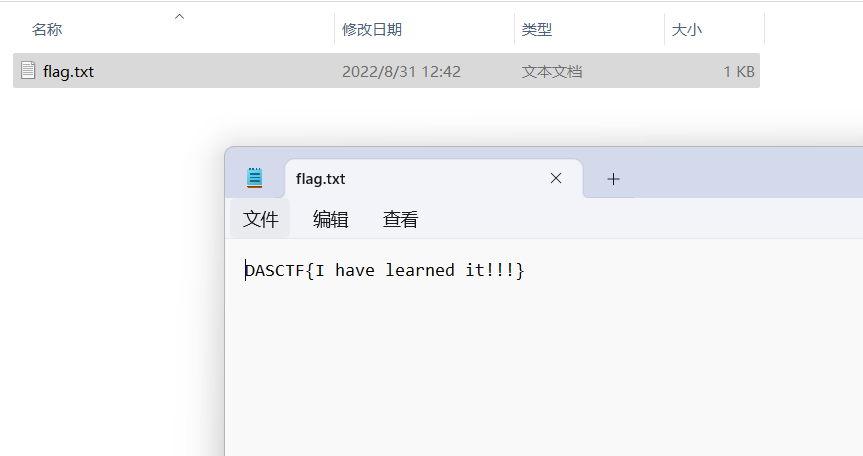 名称 修改日期 类型 大小
flag.txt 2022/8/31 12:42 文本文档 1 KB
flag.txt
文件 编辑 查看
DASCTF{I have learned it!!!}